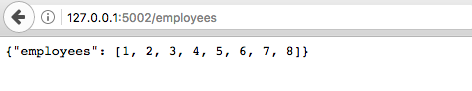 127.0.0.1:5002/employees
{"employees": [1, 2, 3, 4, 5, 6, 7, 8]}